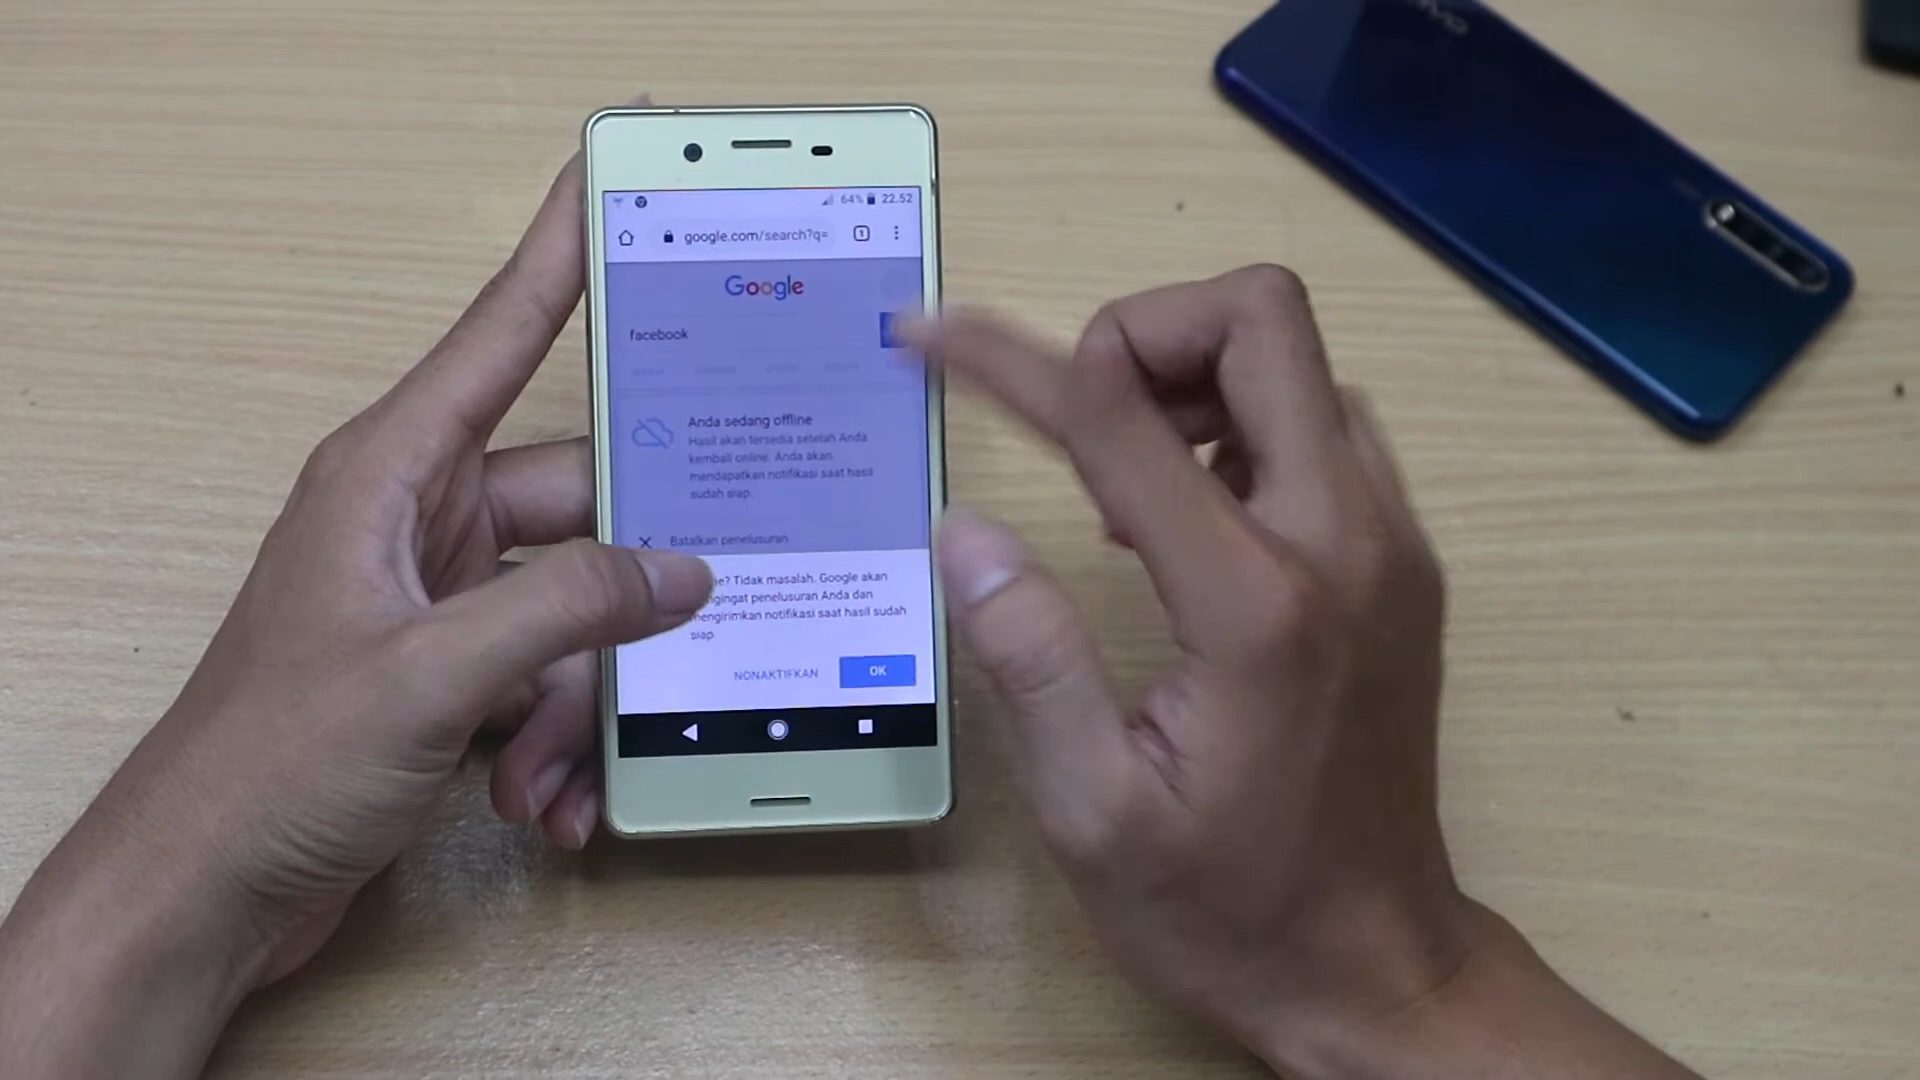 64% 22.52
google.com/search?q=
1
Google
facebook
Anda sedang offline
Hasil akan tersedia setelah Anda
kembali online. Anda akan
mendapatkan notifikasi saat hasil
sudah siap.
Batalkan penelusuran
Tidak masalah. Google akan
penelusuran Anda dan
mengirimkan notifikasi saat hasil sudah
siap.
NONAKTIFKAN OK